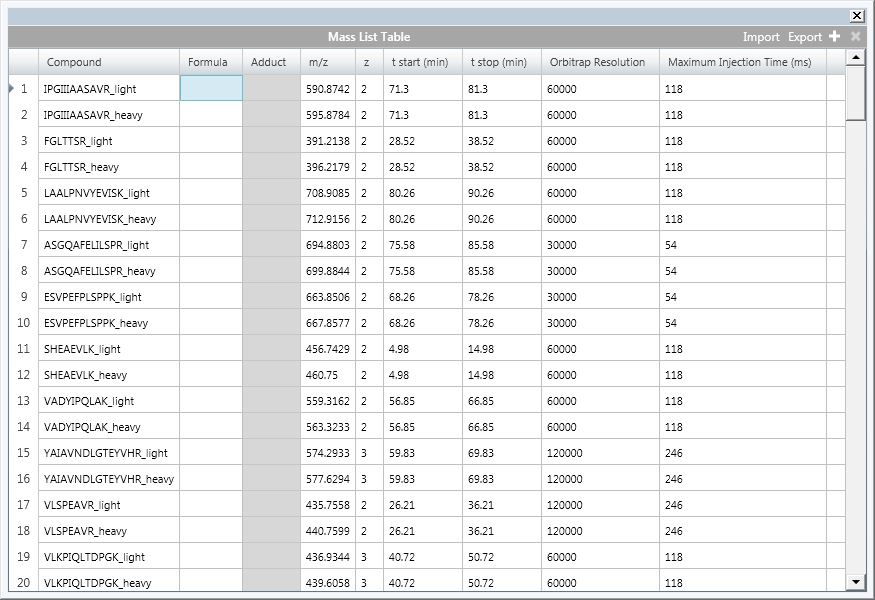 Mass List Table
Import Export
Compound Formula Adduct m/z z t start (min) t stop (min) Orbitrap Resolution Maximum Injection Time (ms)
1 IPGIIIAASAVR_light 590.8742 2 71.3 81.3 60000 118
2 IPGIIIAASAVR_heavy 595.8784 2 71.3 81.3 60000 118
3 FGLTTSR_light 391.2138 2 28.52 38.52 60000 118
4 FGLTTSR_heavy 396.2179 2 28.52 38.52 60000 118
5 LAALPNVYEVISK_light 708.9085 2 80.26 90.26 60000 118
6 LAALPNVYEVISK_heavy 712.9156 2 80.26 90.26 60000 118
7 ASGQAFELILSPR_light 694.8803 2 75.58 85.58 30000 54
8 ASGQAFELILSPR_heavy 699.8844 2 75.58 85.58 30000 54
9 ESVPEFPLSPPK_light 663.8506 2 68.26 78.26 30000 54
10 ESVPEFPLSPPK_heavy 667.8577 2 68.26 78.26 30000 54
11 SHEAEVLK_light 456.7429 2 4.98 14.98 60000 118
12 SHEAEVLK_heavy 460.75 2 4.98 14.98 60000 118
13 VADYIPQLAK_light 559.3162 2 56.85 66.85 60000 118
14 VADYIPQLAK_heavy 563.3233 2 56.85 66.85 60000 118
15 YAIAVNDLGTEYVHR_light 574.2933 3 59.83 69.83 120000 246
16 YAIAVNDLGTEYVHR_heavy 577.6294 3 59.83 69.83 120000 246
17 VLSPEAVR_light 435.7558 2 26.21 36.21 120000 246
18 VLSPEAVR_heavy 440.7599 2 26.21 36.21 120000 246
19 VLKPIQLTDPGK_light 436.9344 3 40.72 50.72 60000 118
20 VLKPIQLTDPGK_heavy 439.6058 3 40.72 50.72 60000 118